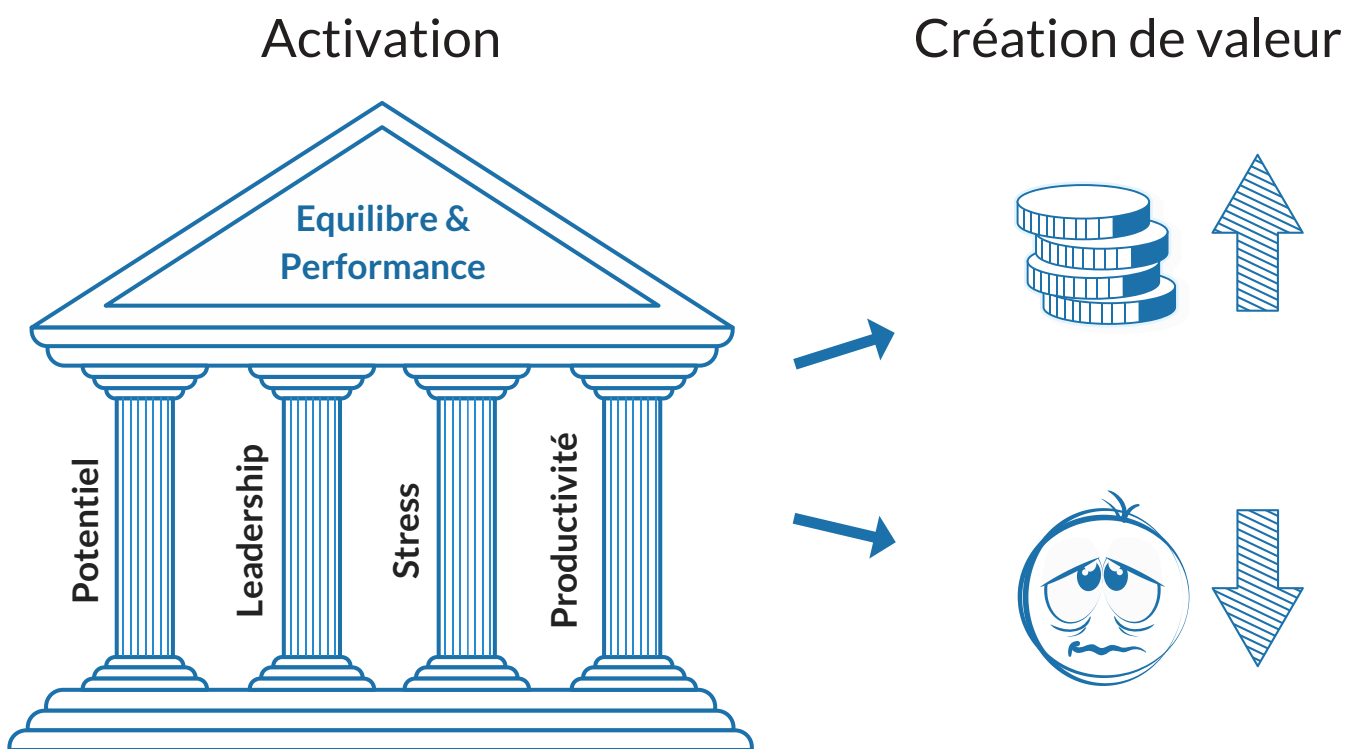 Activation
Création de valeur
Equilibre &
Performance
Potentiel
Leadership
Stress
Productivité